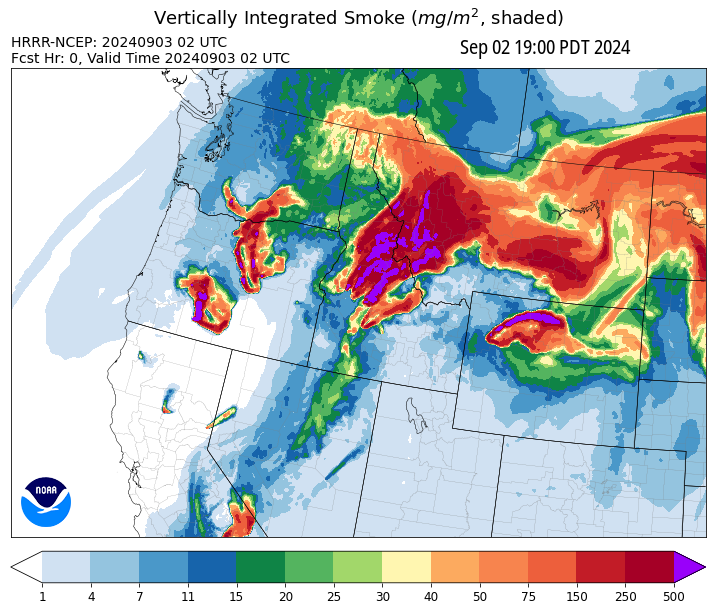 Vertically Integrated Smoke (mg/m², shaded)
HRRR-NCEP: 20240903 02 UTC
Fcst Hr: 0, Valid Time 20240903 02 UTC
Sep 02 19:00 PDT 2024
NOAA
1 4 7 11 15 20 25 30 40 50 75 150 250 500